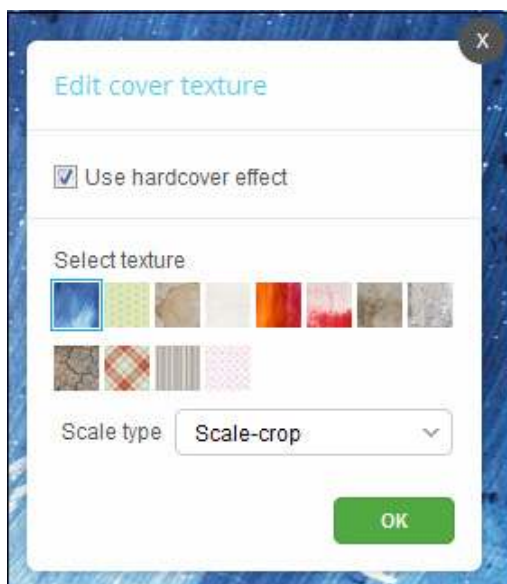 X
Edit cover texture
Use hardcover effect
Select texture
Scale type Scale-crop
OK